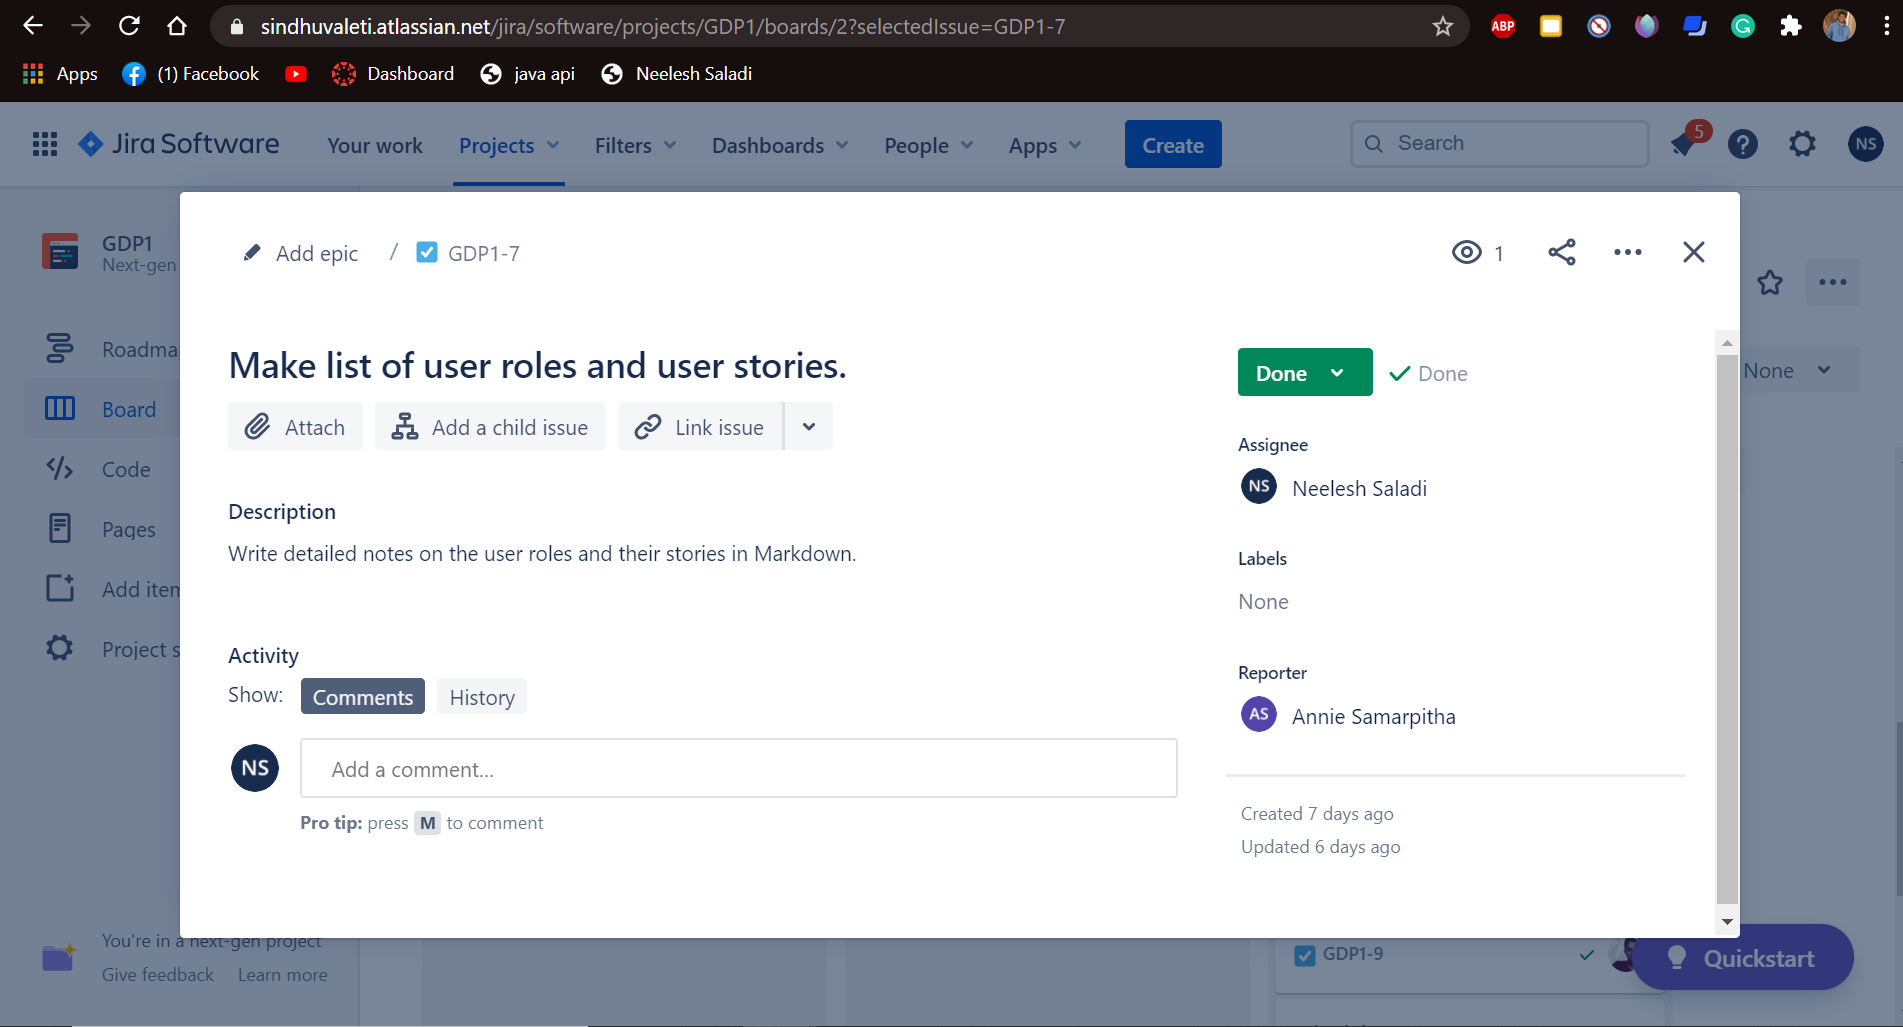 sindhuvaleti.atlassian.net/jira/software/projects/GDP1/boards/2?selectedIssue=GDP1-7
ABP
Apps
(1) Facebook
Dashboard
java api
Neelesh Saladi
Jira Software
Your work
Projects
Filters
Dashboards
People
Apps
Create
Search
5
NS
GDP1
Next-gen
Add epic / GDP1-7
1
Roadma
Board
Code
Pages
Add item
Project s
None
Make list of user roles and user stories.
Attach
Add a child issue
Link issue
Description
Write detailed notes on the user roles and their stories in Markdown.
Activity
Show: Comments History
NS
Add a comment...
Pro tip: press M to comment
Done
Done
Assignee
NS Neelesh Saladi
Labels
None
Reporter
AS Annie Samarpitha
Created 7 days ago
Updated 6 days ago
You're in a next-gen project
Give feedback Learn more
GDP1-9
Quickstart